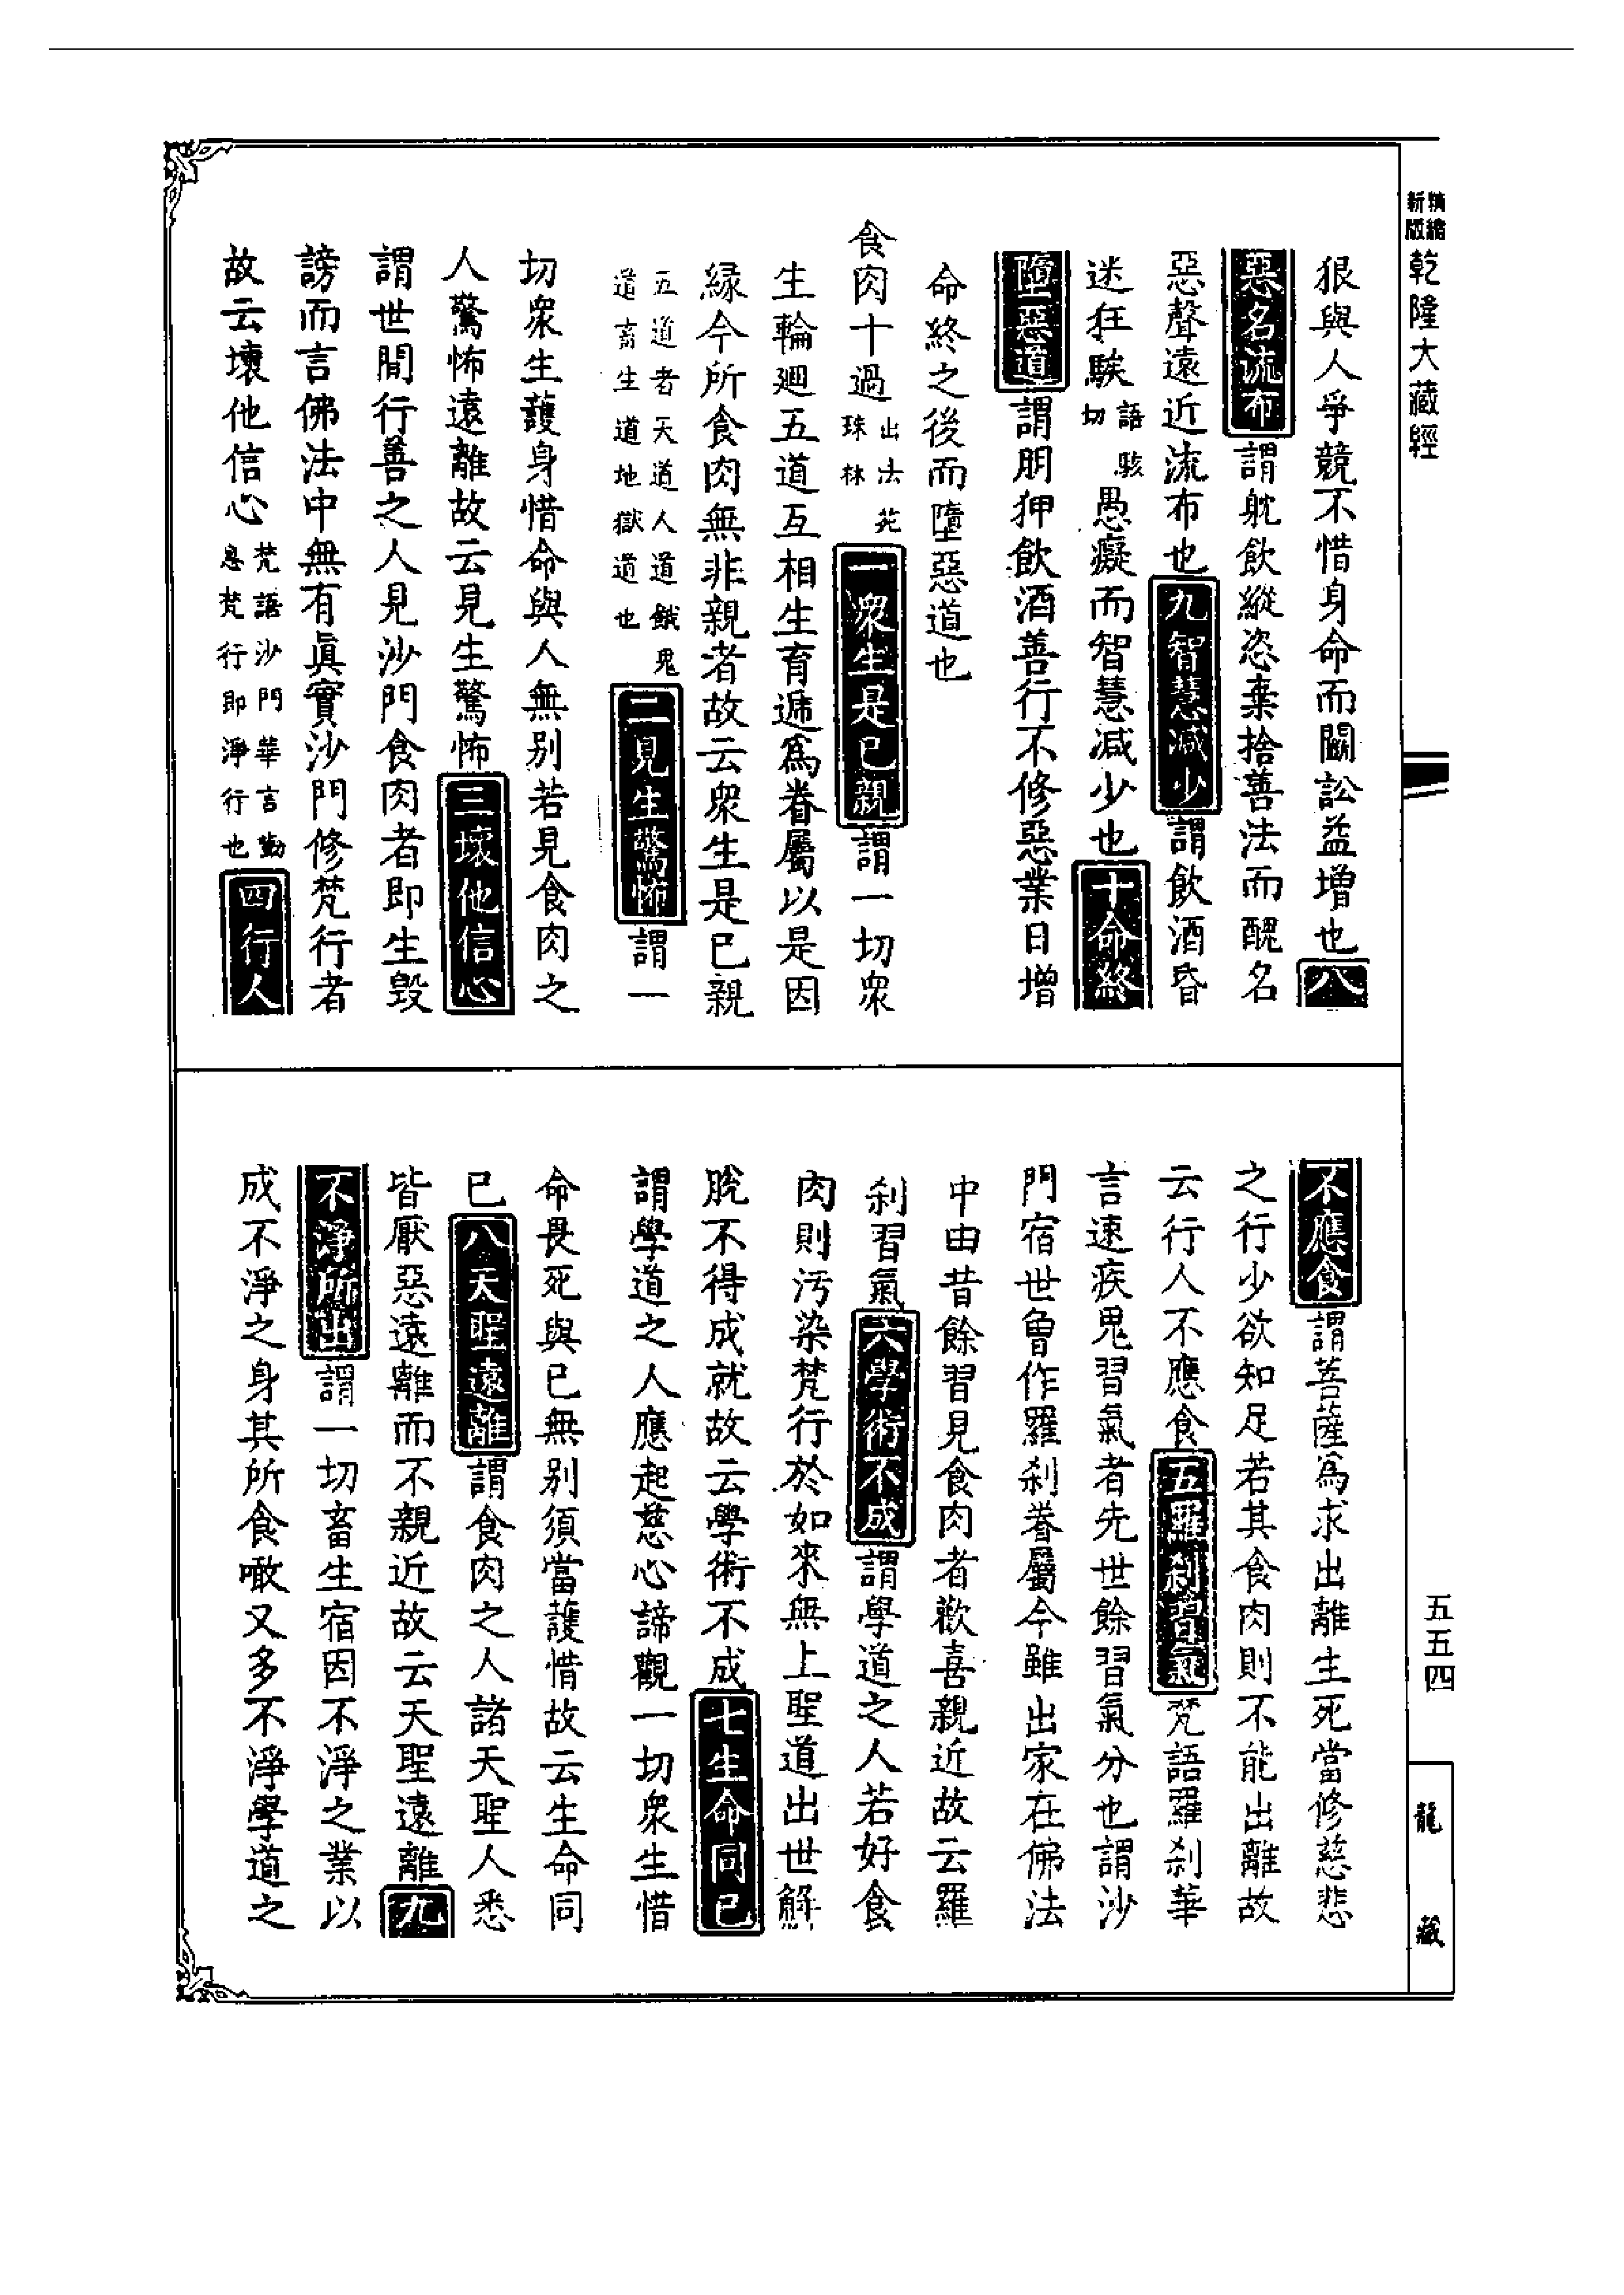 精縮新版乾隆大藏經
狠與人爭競不惜身命而鬬訟益增也八
惡名流布謂躭飲縱恣棄捨善法而醜名
惡聲遠近流布也九智慧減少謂飲酒昏
迷狂騃語駭切愚癡而智慧減少也十命終
墮惡道謂朋狎飲酒善行不修惡業日增
命終之後而墮惡道也
食肉十過出法苑珠林一衆生是已親謂一切衆
生輪廻五道互相生育遞爲眷屬以是因
緣今所食肉無非親者故云衆生是已親
五道者天道人道餓鬼道畜生道地獄道也二見生驚怖謂一
切衆生護身惜命與人無別若見食肉之
人驚怖遠離故云見生驚怖三壞他信心
謂世間行善之人見沙門食肉者即生毀
謗而言佛法中無有眞實沙門修梵行者
故云壞他信心梵語沙門華言勤息梵行即淨行也四行人
不應食謂菩薩爲求出離生死當修慈悲
之行少欲知足若其食肉則不能出離故
云行人不應食五羅刹習氣梵語羅刹華
言速疾鬼習氣者先世餘習氣分也謂沙
門宿世曾作羅刹眷屬今雖出家在佛法
中由昔餘習見食肉者歡喜親近故云羅
刹習氣六學術不成謂學道之人若好食
肉則污染梵行於如來無上聖道出世解
脫不得成就故云學術不成七生命同已
謂學道之人應起慈心諦觀一切衆生惜
命畏死與已無別須當護惜故云生命同
已八天聖遠離謂食肉之人諸天聖人悉
皆厭惡遠離而不親近故云天聖遠離九
不淨所出謂一切畜生宿因不淨之業以
成不淨之身其所食噉又多不淨學道之
五五四
龍藏